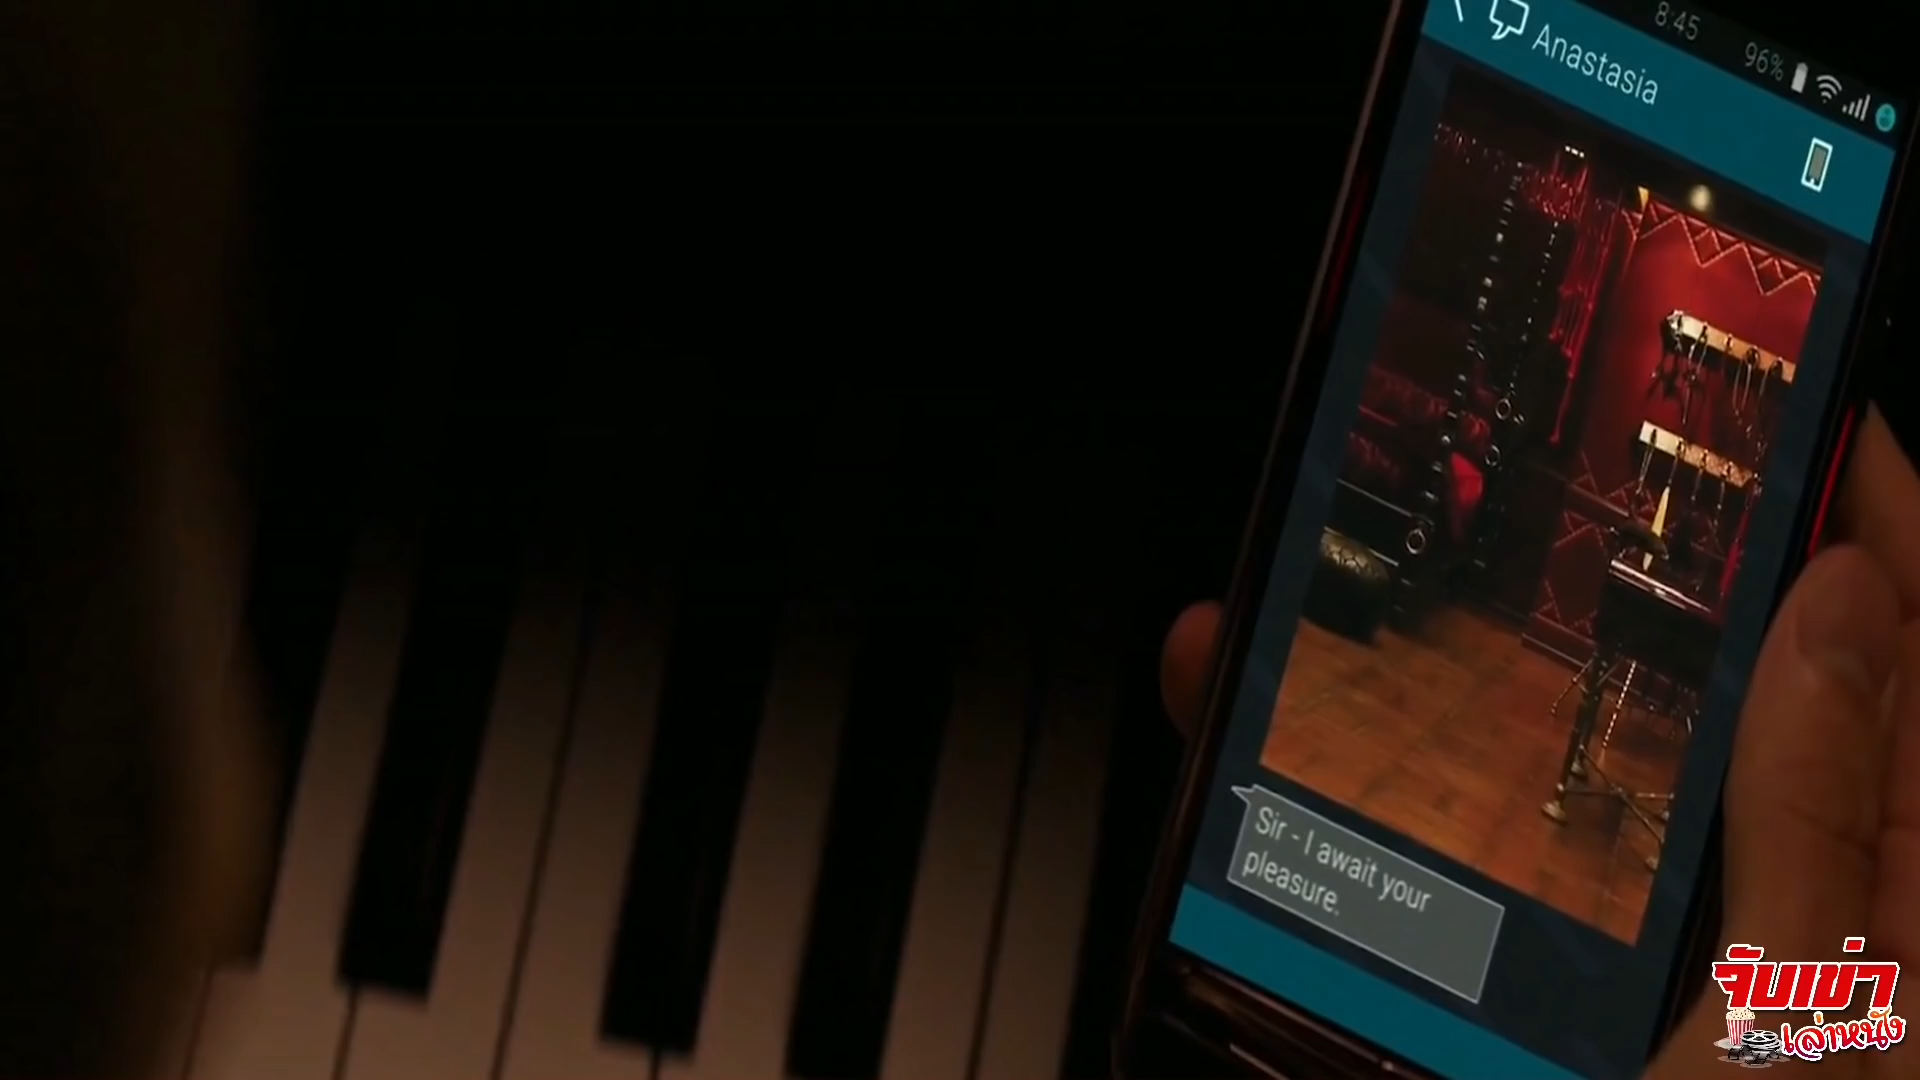 8:45
96%
Anastasia
Sir - I await your
pleasure.
จับเข่า
เล่าหนัง